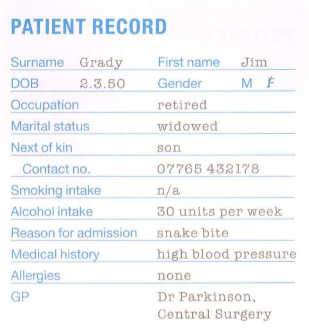 PATIENT RECORD
Surname Grady First name Jim
DOB 2.3.50 Gender M F
Occupation retired
Marital status widowed
Next of kin son
Contact no. 07765 432178
Smoking intake n/a
Alcohol intake 30 units per week
Reason for admission snake bite
Medical history high blood pressure
Allergies none
GP Dr Parkinson,
Central Surgery